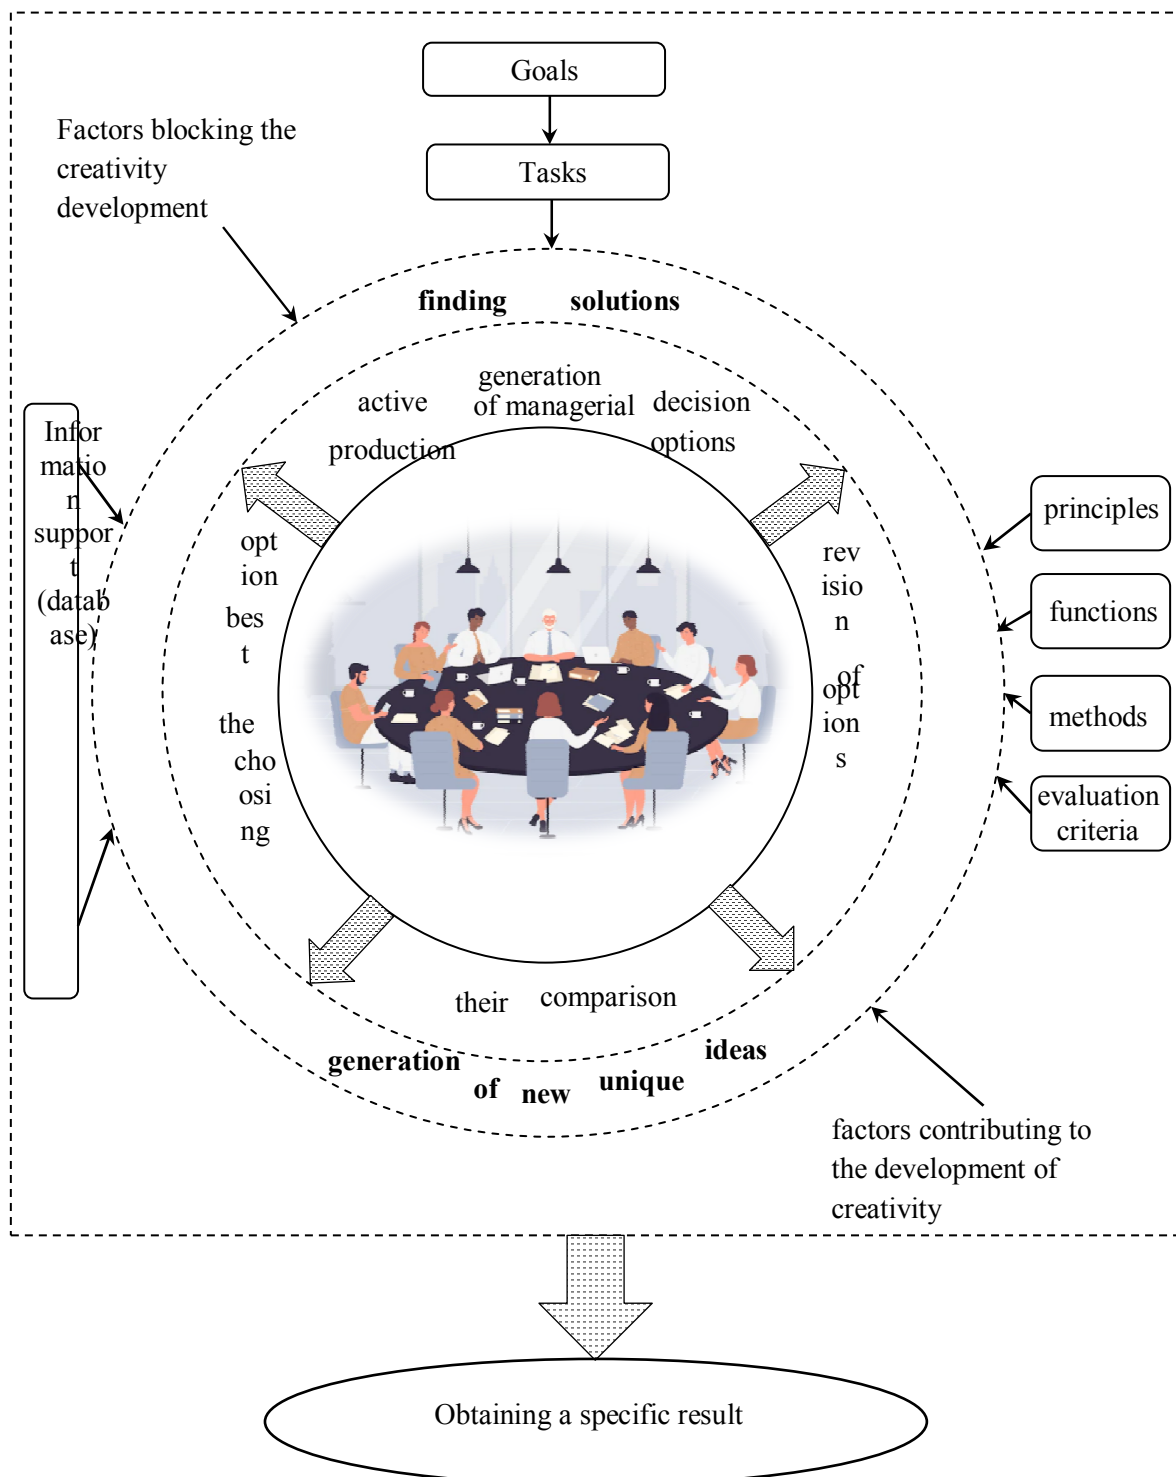 Goals
Factors blocking the
creativity
development
Tasks
finding solutions
generation
of managerial
active
production
decision
options
Infor
matio
n
suppor
t
(datab
ase)
opt
ion
bes
t
the
cho
osi
ng
rev
isio
n
of
opt
ion
s
principles
functions
methods
evaluation
criteria
their comparison
generation
of
new
unique
ideas
factors contributing to
the development of
creativity
Obtaining a specific result